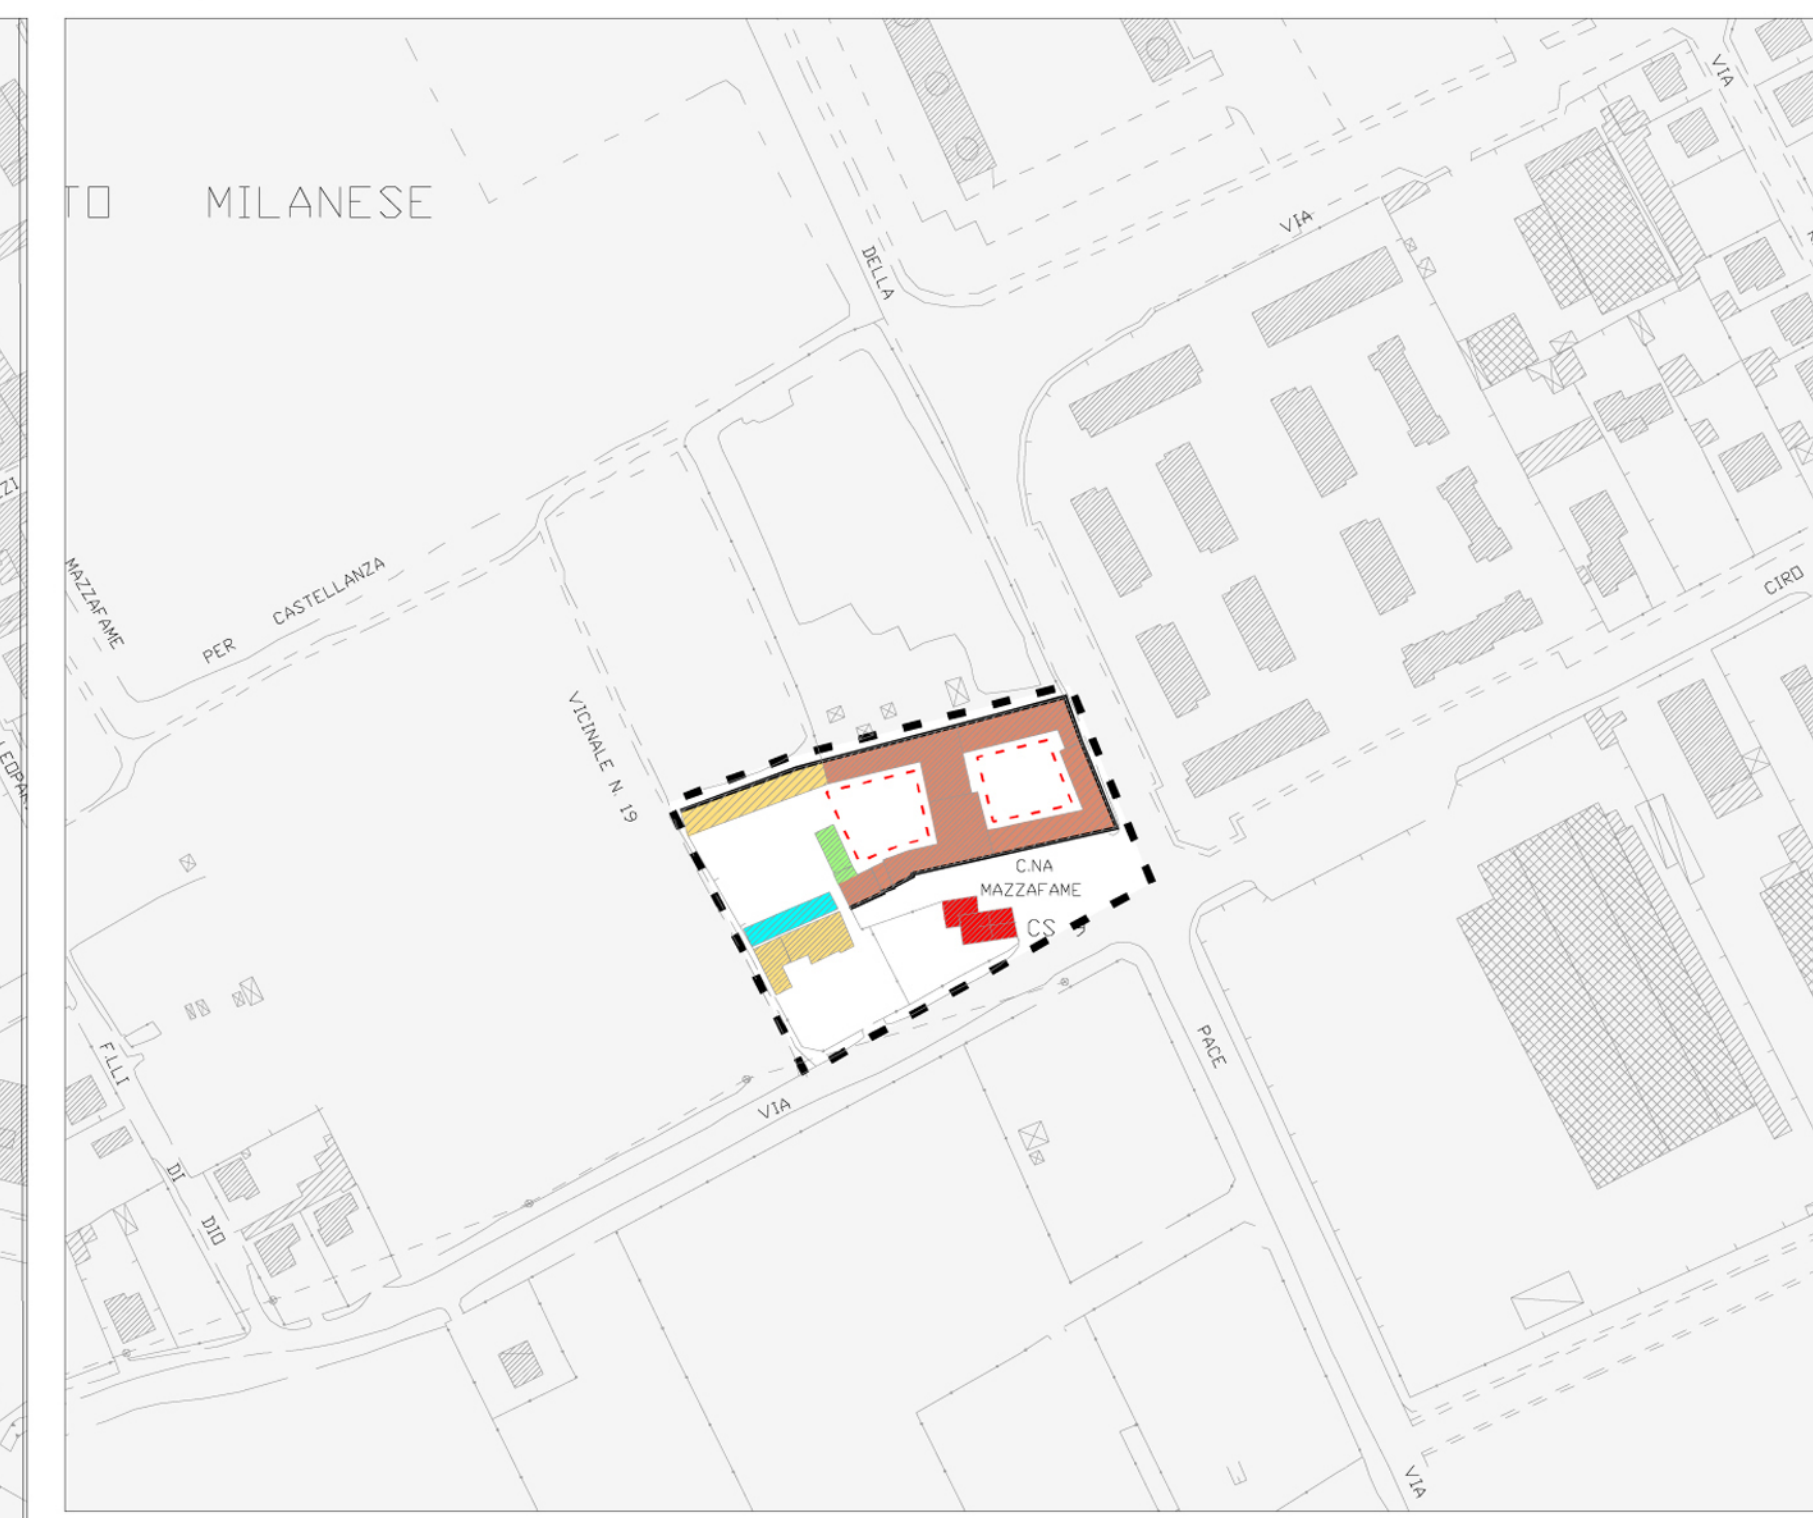 TO MILANESE
VIA
VIA
DELLA
ZZI
MAZZAFAME
PER CASTELLANZA
CIRO
VICINALE N. 19
C.NA
MAZZAFAME
CS
PACE
F.LLI
DI
DIO
VIA
VIA